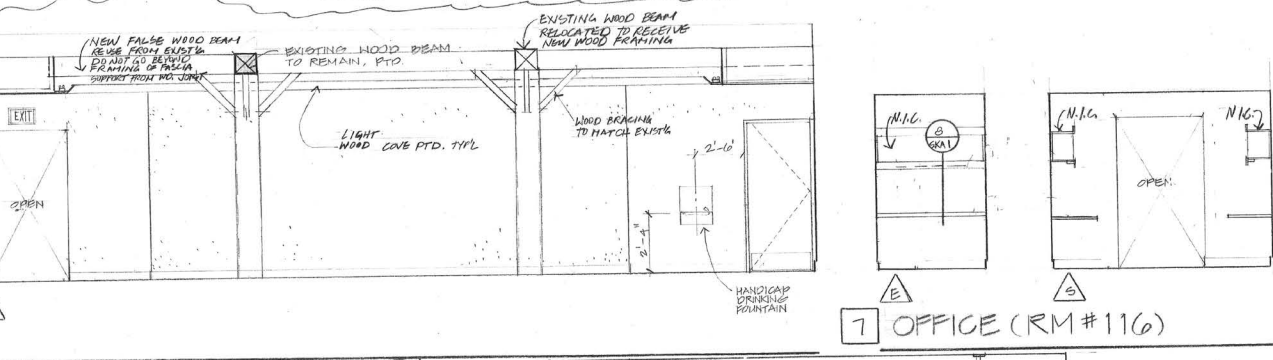 NEW FALSE WOOD BEAM
REUSE FROM EXIST'G
DO NOT GO BEYOND
FRAMING OF FASCIA
SUPPORT FROM WD. JOIST
EXISTING WOOD BEAM
TO REMAIN, PTD.
EXISTING WOOD BEAM
RELOCATED TO RECEIVE
NEW WOOD FRAMING
EXIT
LIGHT
WOOD COVE PTD. TYP'L
WOOD BRACING
TO MATCH EXIST'G
2'-6"
OPEN
2'-4"
HANDICAP
DRINKING
FOUNTAIN
N.I.C.
8
SKA1
E
N.I.C.
N.I.C.
OPEN
S
7 OFFICE (RM #116)